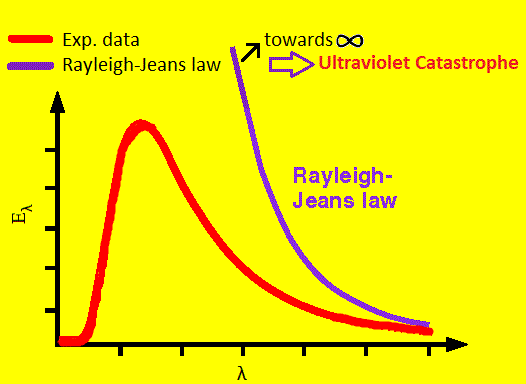 Exp. data
Rayleigh-Jeans law
towards ∞
Ultraviolet Catastrophe
Rayleigh-
Jeans law
Eλ
λ